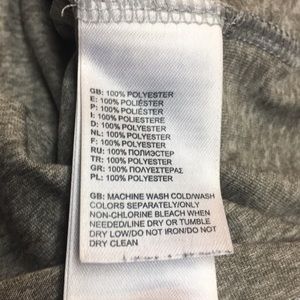 GB: 100% POLYESTER
E: 100% POLIÉSTER
P: 100% POLIÉSTER
I: 100% POLIESTERE
D: 100% POLYESTER
NL: 100% POLYESTER
F: 100% POLYESTER
RU: 100% ПОЛИЭСТЕР
TR: 100% POLYESTER
GR: 100% ΠΟΛΥΕΣΤΕΡΑΣ
PL: 100% POLYESTER
GB: MACHINE WASH COLD/WASH
COLORS SEPARATELY/ONLY
NON-CHLORINE BLEACH WHEN
NEEDED/LINE DRY OR TUMBLE
DRY LOW/DO NOT IRON/DO NOT
DRY CLEAN